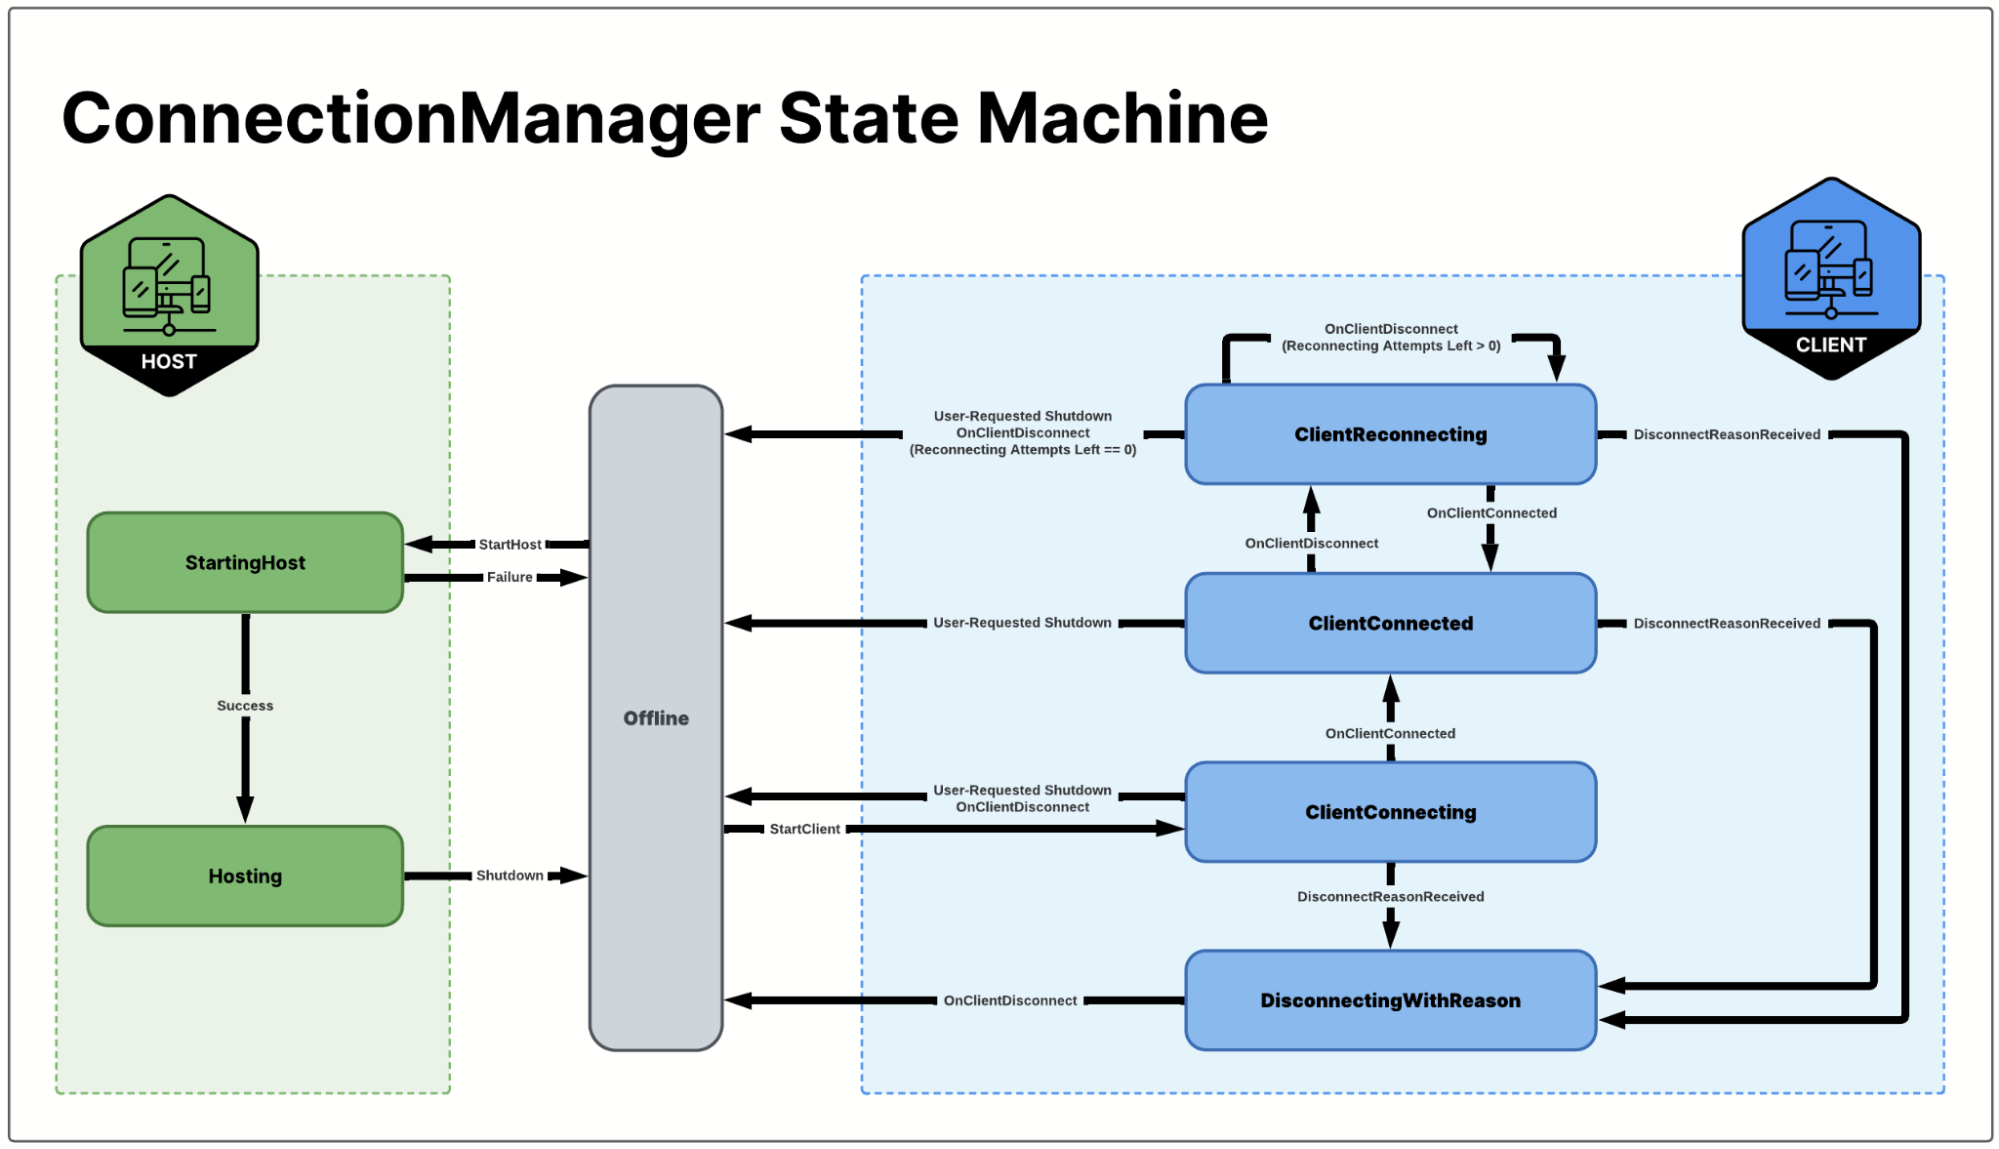 ConnectionManager State Machine
HOST
CLIENT
OnClientDisconnect
(Reconnecting Attempts Left > 0)
User-Requested Shutdown
OnClientDisconnect
(Reconnecting Attempts Left == 0)
ClientReconnecting
DisconnectReasonReceived
OnClientConnected
OnClientDisconnect
StartHost
StartingHost
Failure
User-Requested Shutdown
ClientConnected
DisconnectReasonReceived
Success
Offline
OnClientConnected
User-Requested Shutdown
OnClientDisconnect
ClientConnecting
StartClient
Hosting
Shutdown
DisconnectReasonReceived
OnClientDisconnect
DisconnectingWithReason